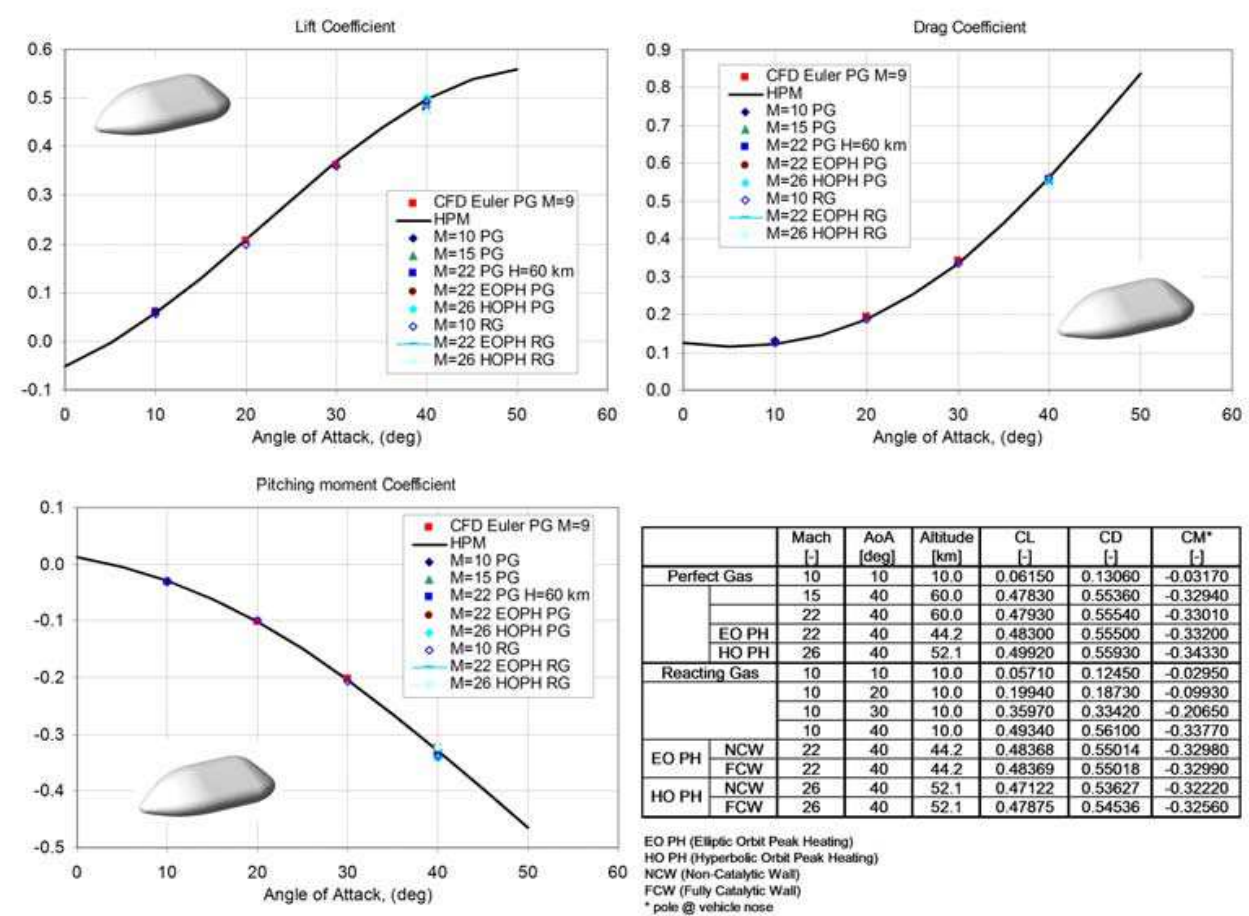 Lift Coefficient
0.6
0.5
0.4
0.3
0.2
0.1
0.0
-0.1
0 10 20 30 40 50 60
Angle of Attack, (deg)
CFD Euler PG M=9
HPM
M=10 PG
M=15 PG
M=22 PG H=60 km
M=22 EOPH PG
M=26 HOPH PG
M=10 RG
M=22 EOPH RG
M=26 HOPH RG
Drag Coefficient
0.9
0.8
0.7
0.6
0.5
0.4
0.3
0.2
0.1
0.0
0 10 20 30 40 50 60
Angle of Attack, (deg)
CFD Euler PG M=9
HPM
M=10 PG
M=15 PG
M=22 PG H=60 km
M=22 EOPH PG
M=26 HOPH PG
M=10 RG
M=22 EOPH RG
M=26 HOPH RG
Pitching moment Coefficient
0.1
0.0
-0.1
-0.2
-0.3
-0.4
-0.5
0 10 20 30 40 50 60
Angle of Attack, (deg)
CFD Euler PG M=9
HPM
M=10 PG
M=15 PG
M=22 PG H=60 km
M=22 EOPH PG
M=26 HOPH PG
M=10 RG
M=22 EOPH RG
M=26 HOPH RG
Mach AoA Altitude CL CD CM*
[-] [deg] [km] [-] [-] [-]
Perfect Gas 10 10 10.0 0.06150 0.13060 -0.03170
15 40 60.0 0.47830 0.55360 -0.32940
22 40 60.0 0.47930 0.55540 -0.33010
EO PH 22 40 44.2 0.48300 0.55500 -0.33200
HO PH 26 40 52.1 0.49920 0.55930 -0.34330
Reacting Gas 10 10 10.0 0.05710 0.12450 -0.02950
10 20 10.0 0.19940 0.18730 -0.09930
10 30 10.0 0.35970 0.33420 -0.20650
10 40 10.0 0.49340 0.56100 -0.33770
EO PH NCW 22 40 44.2 0.48368 0.55014 -0.32980
FCW 22 40 44.2 0.48369 0.55018 -0.32990
HO PH NCW 26 40 52.1 0.47122 0.53627 -0.32220
FCW 26 40 52.1 0.47875 0.54536 -0.32560
EO PH (Elliptic Orbit Peak Heating)
HO PH (Hyperbolic Orbit Peak Heating)
NCW (Non-Catalytic Wall)
FCW (Fully Catalytic Wall)
* pole @ vehicle nose